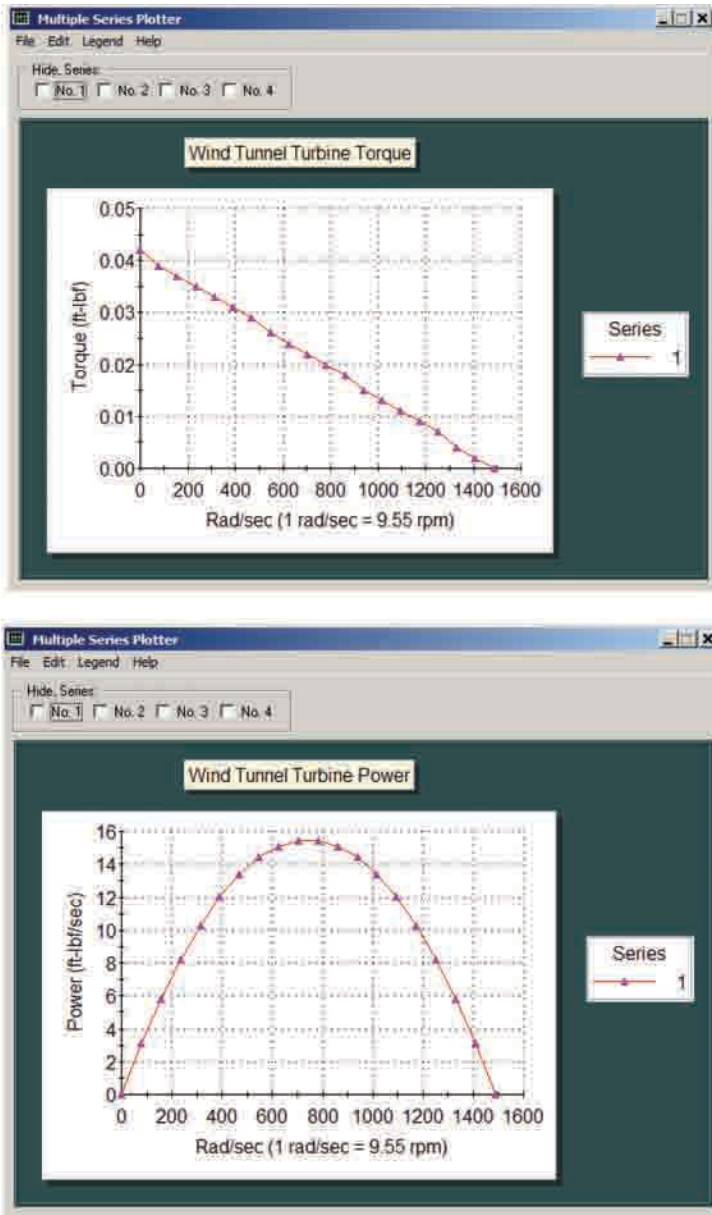 Multiple Series Plotter
File Edit Legend Help
Hide, Series:
No. 1 No. 2 No. 3 No. 4
Wind Tunnel Turbine Torque
Torque (ft-lbf)
0.05
0.04
0.03
0.02
0.01
0.00
0 200 400 600 800 1000 1200 1400 1600
Rad/sec (1 rad/sec = 9.55 rpm)
Series
1
Multiple Series Plotter
File Edit Legend Help
Hide, Series:
No. 1 No. 2 No. 3 No. 4
Wind Tunnel Turbine Power
Power (ft-lbf/sec)
16
14
12
10
8
6
4
2
0
0 200 400 600 800 1000 1200 1400 1600
Rad/sec (1 rad/sec = 9.55 rpm)
Series
1